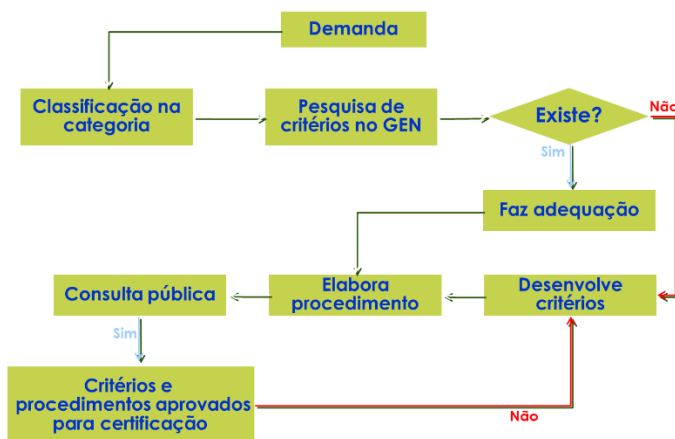 Demanda
Classificação na
categoria
Pesquisa de
critérios no GEN
Existe?
Não
Sim
Faz adequação
Consulta pública
Elabora
procedimento
Desenvolve
critérios
Sim
Critérios e
procedimentos aprovados
para certificação
Não